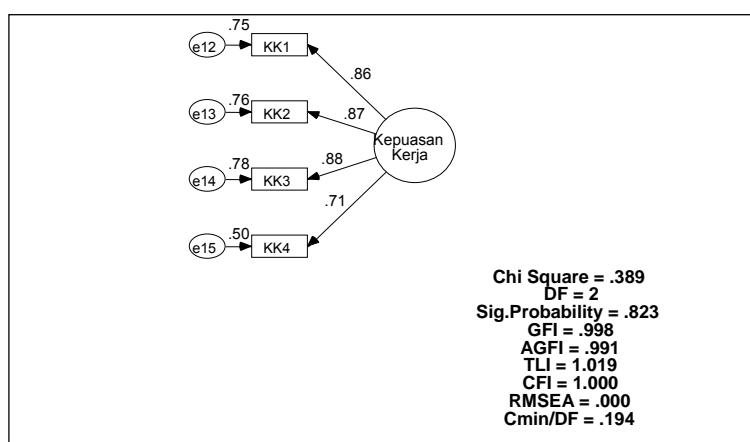 .75
e12
KK1
.86
.76
e13
KK2
.87
Kepuasan
Kerja
.78
e14
KK3
.88
.71
.50
e15
KK4
Chi Square = .389
DF = 2
Sig.Probability = .823
GFI = .998
AGFI = .991
TLI = 1.019
CFI = 1.000
RMSEA = .000
Cmin/DF = .194